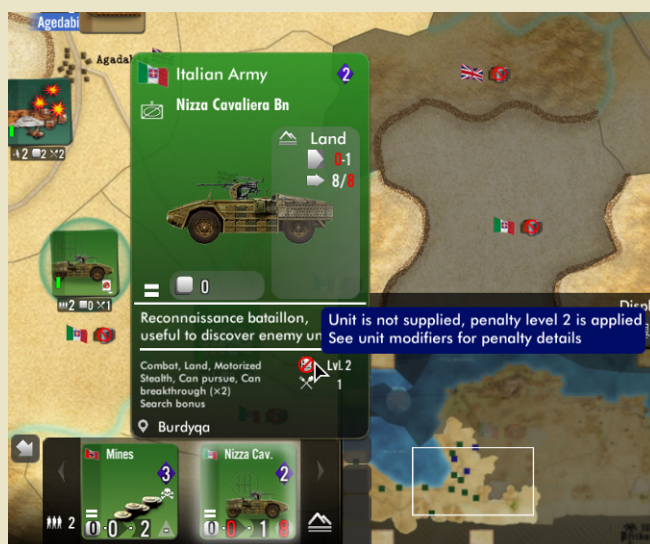 Agedabi
Agada
Italian Army
2
Nizza Cavaliera Bn
Land
0-1
8/8
2 2 2
0
2 0 1
Reconnaissance bataillon,
useful to discover enemy un
Unit is not supplied, penalty level 2 is applied
See unit modifiers for penalty details
Displ
Combat, Land, Motorized
Stealth, Can pursue, Can
breakthrough (×2)
Search bonus
Lvl. 2
1
Burdyqa
Mines
3
Nizza Cav.
2
2
0 0 2
0 0 1 8